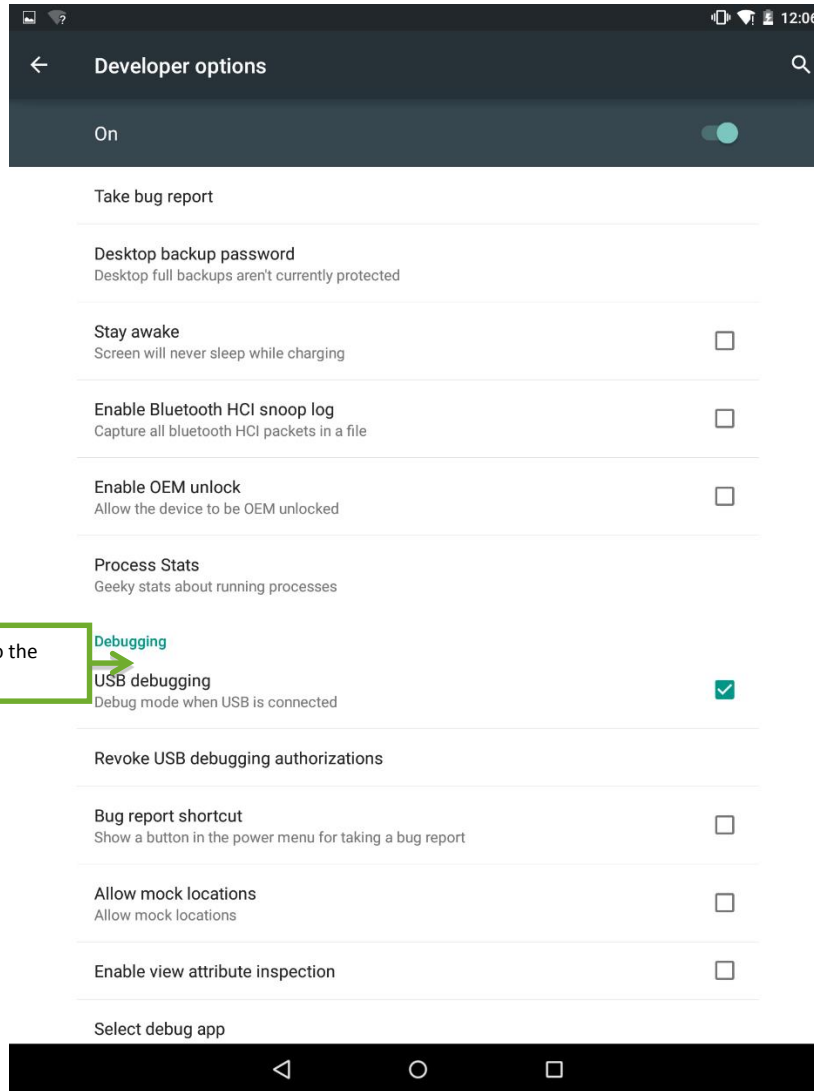 12:06
Developer options
On
Take bug report
Desktop backup password
Desktop full backups aren't currently protected
Stay awake
Screen will never sleep while charging
Enable Bluetooth HCI snoop log
Capture all bluetooth HCI packets in a file
Enable OEM unlock
Allow the device to be OEM unlocked
Process Stats
Geeky stats about running processes
the
Debugging
USB debugging
Debug mode when USB is connected
Revoke USB debugging authorizations
Bug report shortcut
Show a button in the power menu for taking a bug report
Allow mock locations
Allow mock locations
Enable view attribute inspection
Select debug app